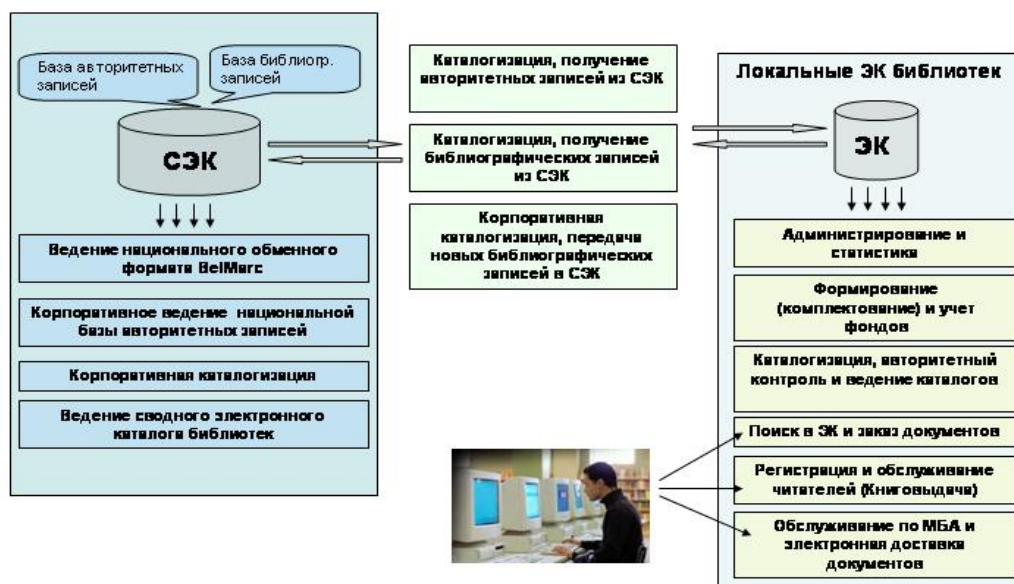 База авторитетных
записей
База библиогр.
записей
СЭК
Ведение национального обменного
формата BelMarc
Корпоративное ведение национальной
базы авторитетных записей
Корпоративная каталогизация
Ведение сводного электронного
каталога библиотек
Каталогизация, получение
авторитетных записей из СЭК
Каталогизация, получение
библиографических записей
из СЭК
Корпоративная
каталогизация, передача
новых библиографических
записей в СЭК
Локальные ЭК библиотек
ЭК
Администрирование и
статистика
Формирование
(комплектование) и учет
фондов
Каталогизация, авторитетный
контроль и ведение каталогов
Поиск в ЭК и заказ документов
Регистрация и обслуживание
читателей (Книговыдача)
Обслуживание по МБА и
электронная доставка
документов